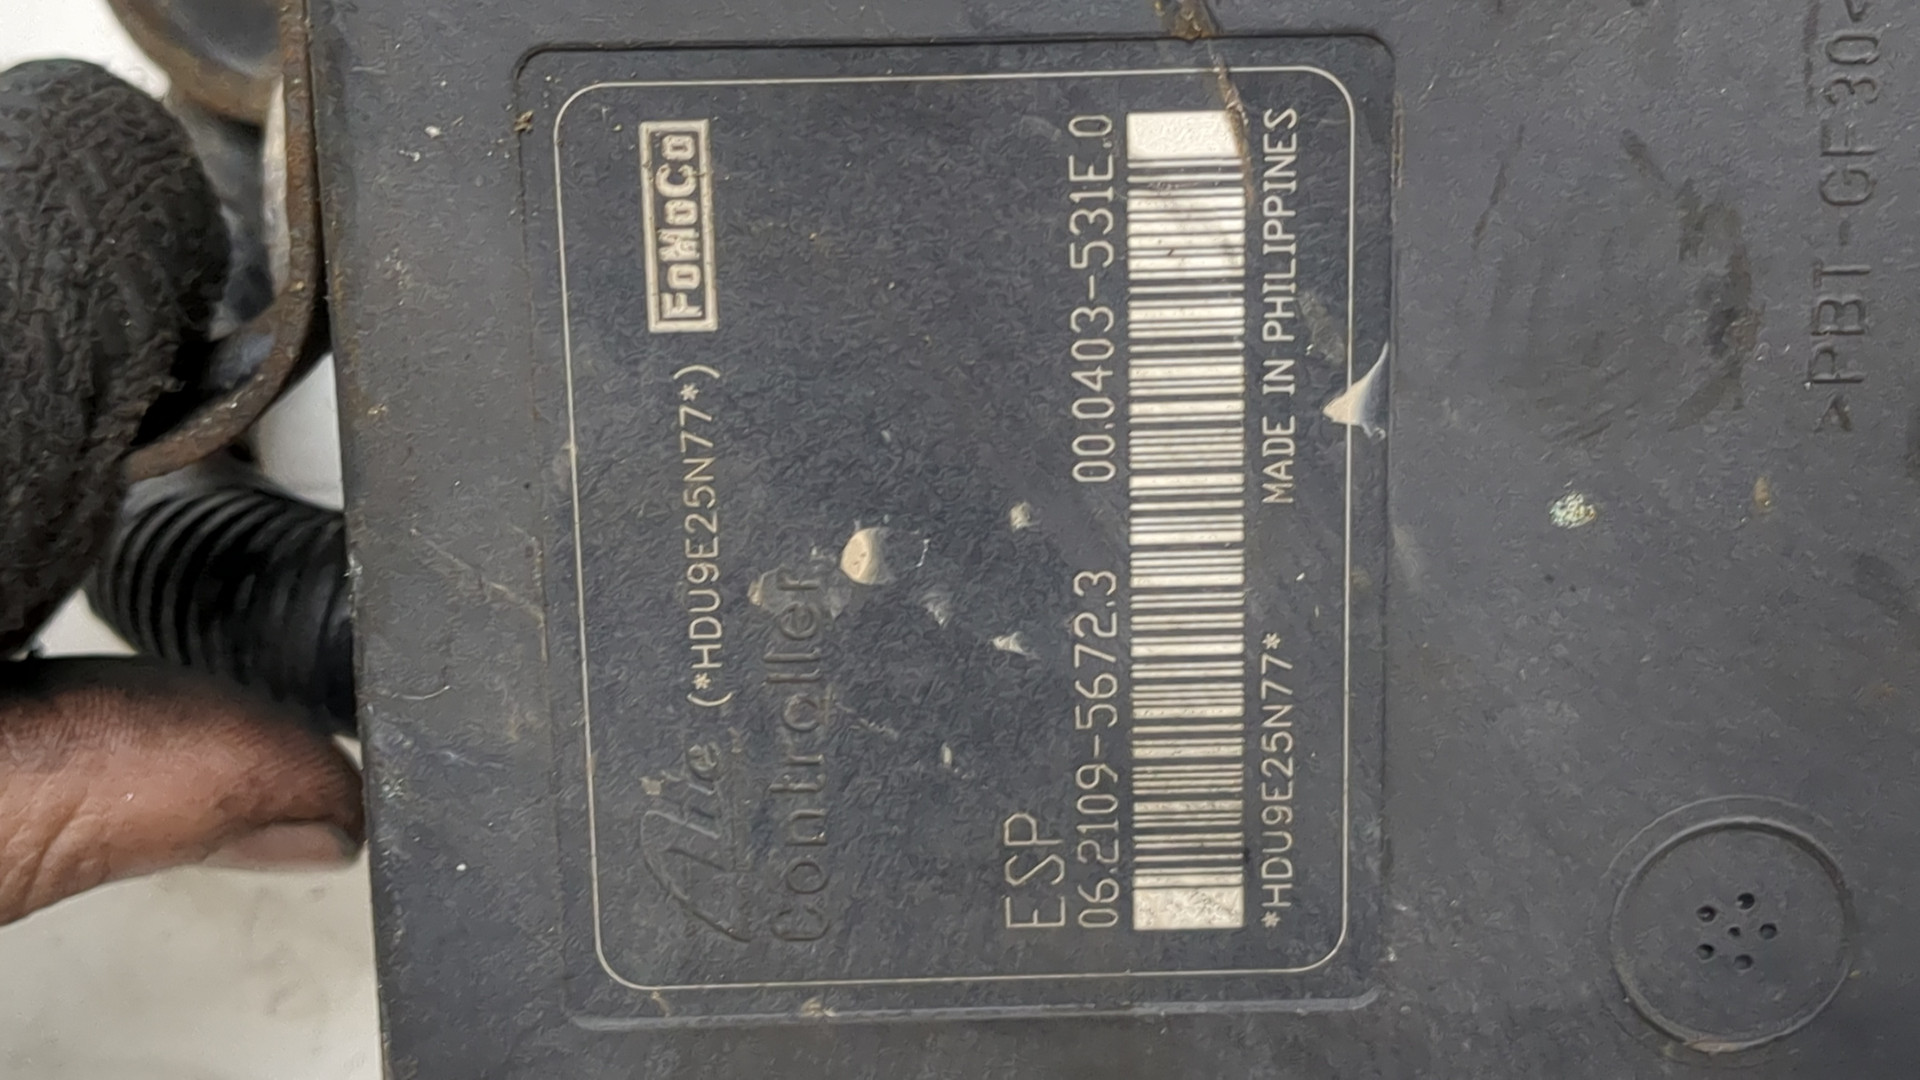 (*HDU9E25N77*) FoMoCo
Controller
ESP
06.2109-5672.3 00.0403-531E.0
*HDU9E25N77* MADE IN PHILIPPINES
>PBT-GF30<